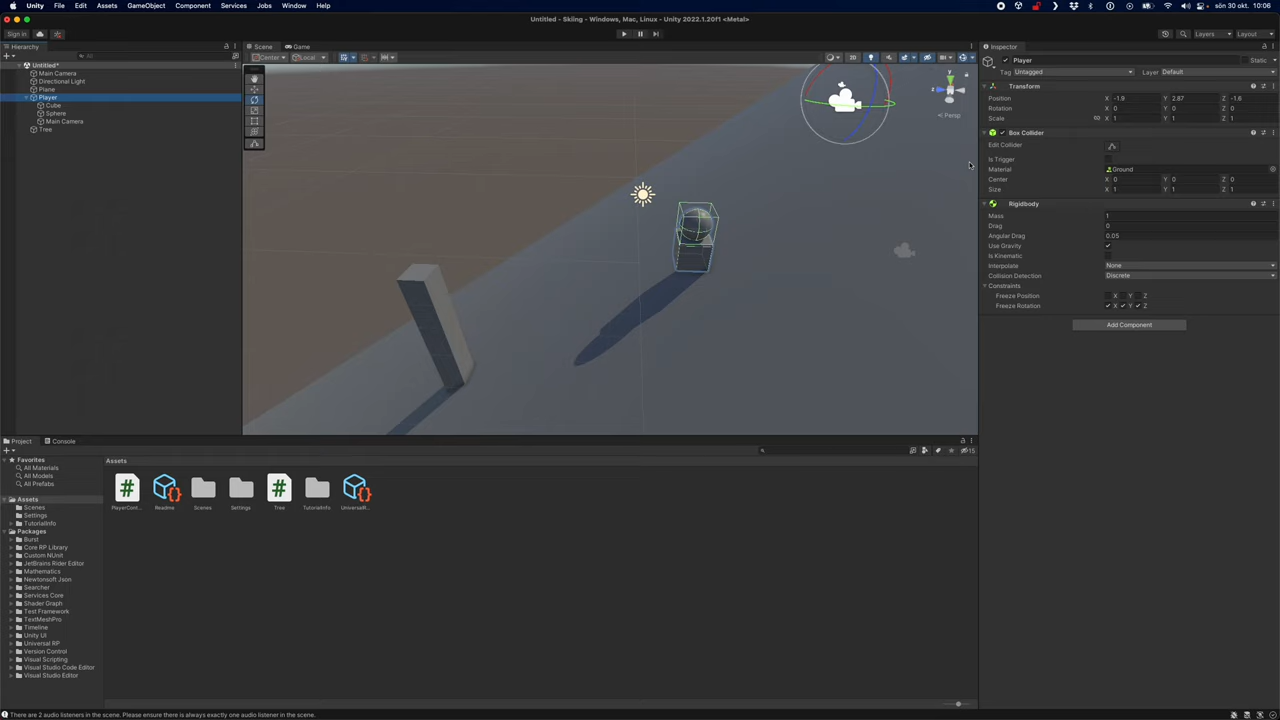 Unity File Edit Assets GameObject Component Services Jobs Window Help sön 30 okt. 10:06
Untitled - Skiing - Windows, Mac, Linux - Unity 2022.1.20f1 <Metal>
Sign in Layers Layout
Hierarchy
All
Untitled*
Main Camera
Directional Light
Plane
Player
Cube
Sphere
Main Camera
Tree
Scene Game
Center Local 2D
y
z
< Persp
Inspector
Player Static
Tag Untagged Layer Default
Transform
Position X -1.9 Y 2.87 Z -1.6
Rotation X 0 Y 0 Z 0
Scale X 1 Y 1 Z 1
Box Collider
Edit Collider
Is Trigger
Material Ground
Center X 0 Y 0 Z 0
Size X 1 Y 1 Z 1
Rigidbody
Mass 1
Drag 0
Angular Drag 0.05
Use Gravity
Is Kinematic
Interpolate None
Collision Detection Discrete
Constraints
Freeze Position X Y Z
Freeze Rotation X Y Z
Add Component
Project Console
15
Favorites
All Materials
All Models
All Prefabs
Assets
Scenes
Settings
TutorialInfo
Packages
Burst
Core RP Library
Custom NUnit
JetBrains Rider Editor
Mathematics
Newtonsoft Json
Searcher
Services Core
Shader Graph
Test Framework
TextMeshPro
Timeline
Unity UI
Universal RP
Version Control
Visual Scripting
Visual Studio Code Editor
Visual Studio Editor
Assets
PlayerCont... Readme Scenes Settings Tree TutorialInfo UniversalR...
There are 2 audio listeners in the scene. Please ensure there is always exactly one audio listener in the scene.